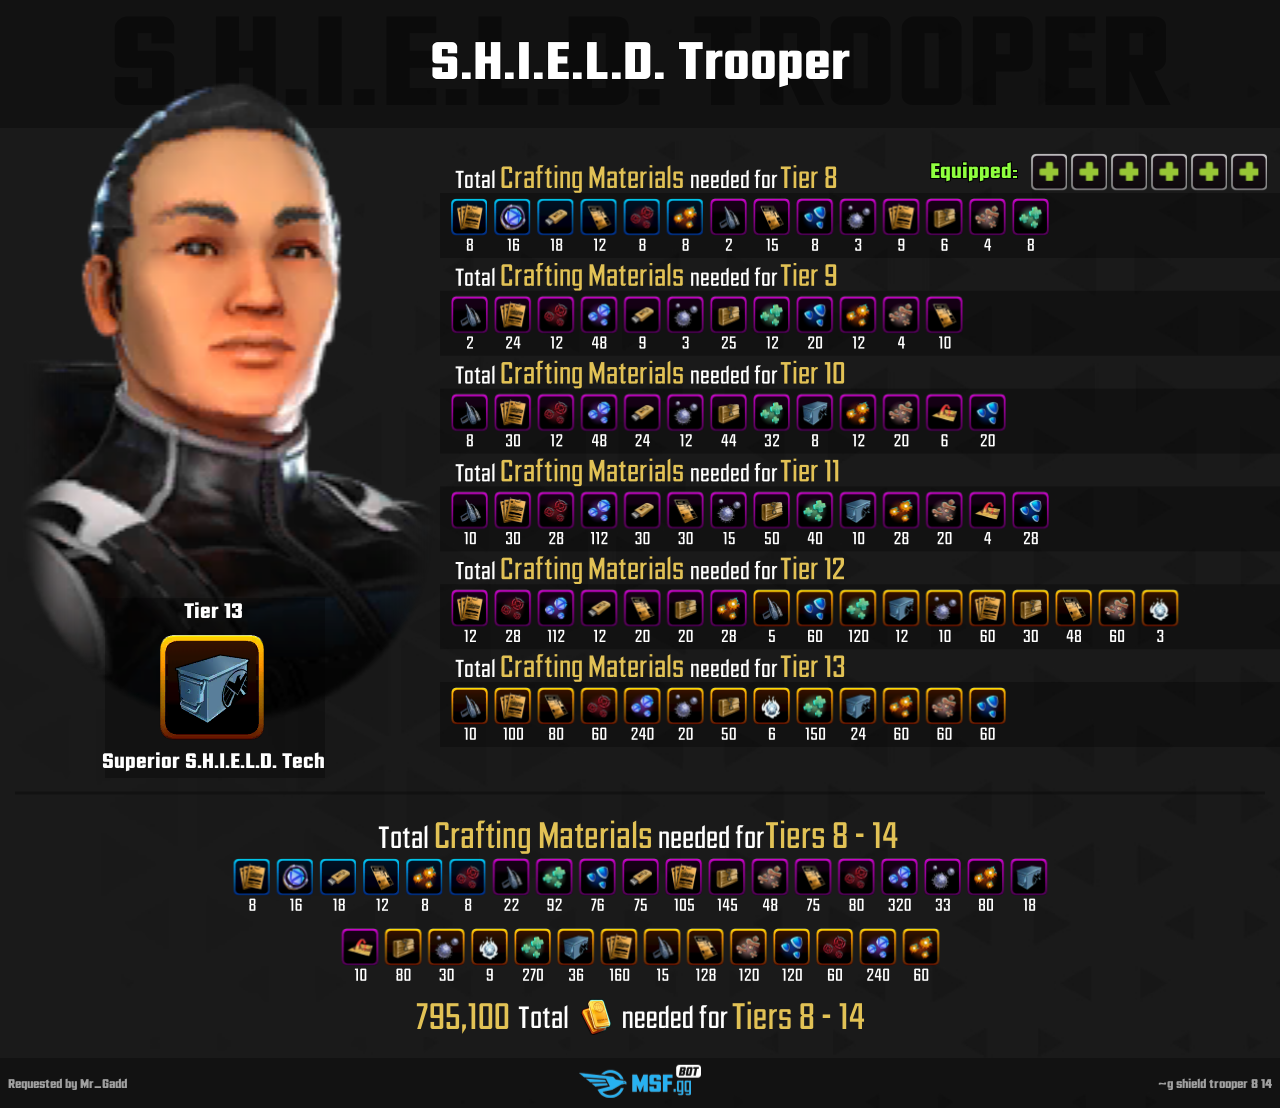 S.H.I.E.L.D. TROOPER
S.H.I.E.L.D. Trooper
Equipped:
Total Crafting Materials needed for Tier 8
8 16 18 12 8 8 2 15 8 3 9 6 4 8
Total Crafting Materials needed for Tier 9
2 24 12 48 9 3 25 12 20 12 4 10
Total Crafting Materials needed for Tier 10
8 30 12 48 24 12 44 32 8 12 20 6 20
Total Crafting Materials needed for Tier 11
10 30 28 112 30 30 15 50 40 10 28 20 4 28
Total Crafting Materials needed for Tier 12
12 28 112 12 20 20 28 5 60 120 12 10 60 30 48 60 3
Total Crafting Materials needed for Tier 13
10 100 80 60 240 20 50 6 150 24 60 60 60
Tier 13
Superior S.H.I.E.L.D. Tech
Total Crafting Materials needed for Tiers 8 - 14
8 16 18 12 8 8 22 92 76 75 105 145 48 75 80 320 33 80 18
10 80 30 9 270 36 160 15 128 120 120 60 240 60
795,100 Total needed for Tiers 8 - 14
Requested by Mr_Gadd
MSF.gg BOT
~g shield trooper 8 14